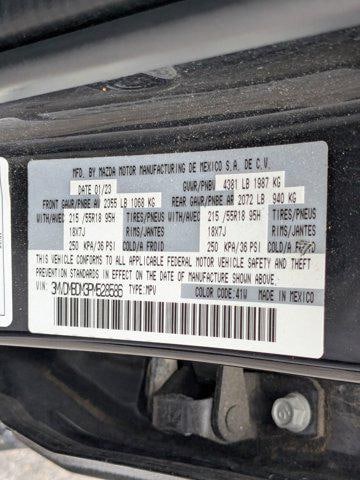 MFD. BY MAZDA MOTOR MANUFACTURING DE MEXICO S.A. DE C.V.
DATE 01/23 GVWR/PNBV 4381 LB 1987 KG
FRONT GAWR/PNBE AV 2355 LB 1068 KG REAR GAWR/PNBE AR 2072 LB 940 KG
WITH/AVEC 215 /55R18 95H TIRES/PNEUS WITH/AVEC 215 /55R18 95H TIRES/PNEUS
18X7J RIMS/JANTES 18X7J RIMS/JANTES
250 KPA/36 PSI COLD/A FROID 250 KPA/36 PSI COLD/A FROID
THIS VEHICLE CONFORMS TO ALL APPLICABLE FEDERAL MOTOR VEHICLE SAFETY AND THEFT
PREVENTION STANDARDS IN EFFECT ON THE DATE OF MANUFACTURE SHOWN ABOVE.
VIN: TYPE: MPV COLOR CODE: 41W MADE IN MEXICO